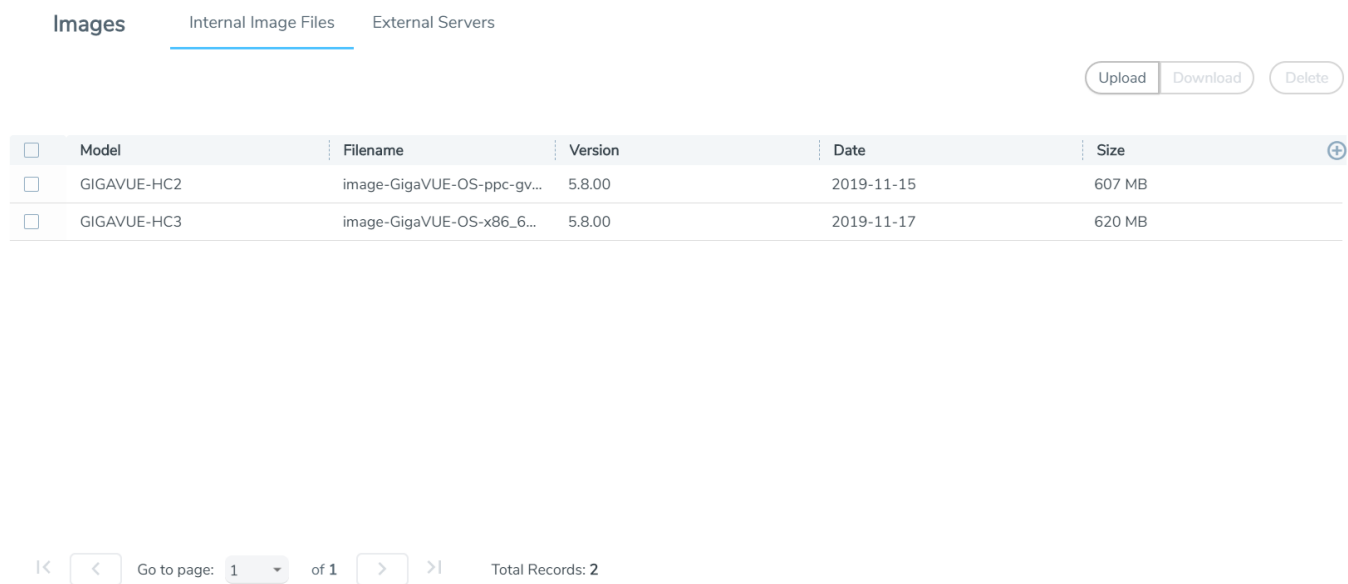 Images Internal Image Files External Servers
Upload Download Delete
Model Filename Version Date Size
GIGAVUE-HC2 image-GigaVUE-OS-ppc-gv... 5.8.00 2019-11-15 607 MB
GIGAVUE-HC3 image-GigaVUE-OS-x86_6... 5.8.00 2019-11-17 620 MB
Go to page: 1 of 1 Total Records: 2